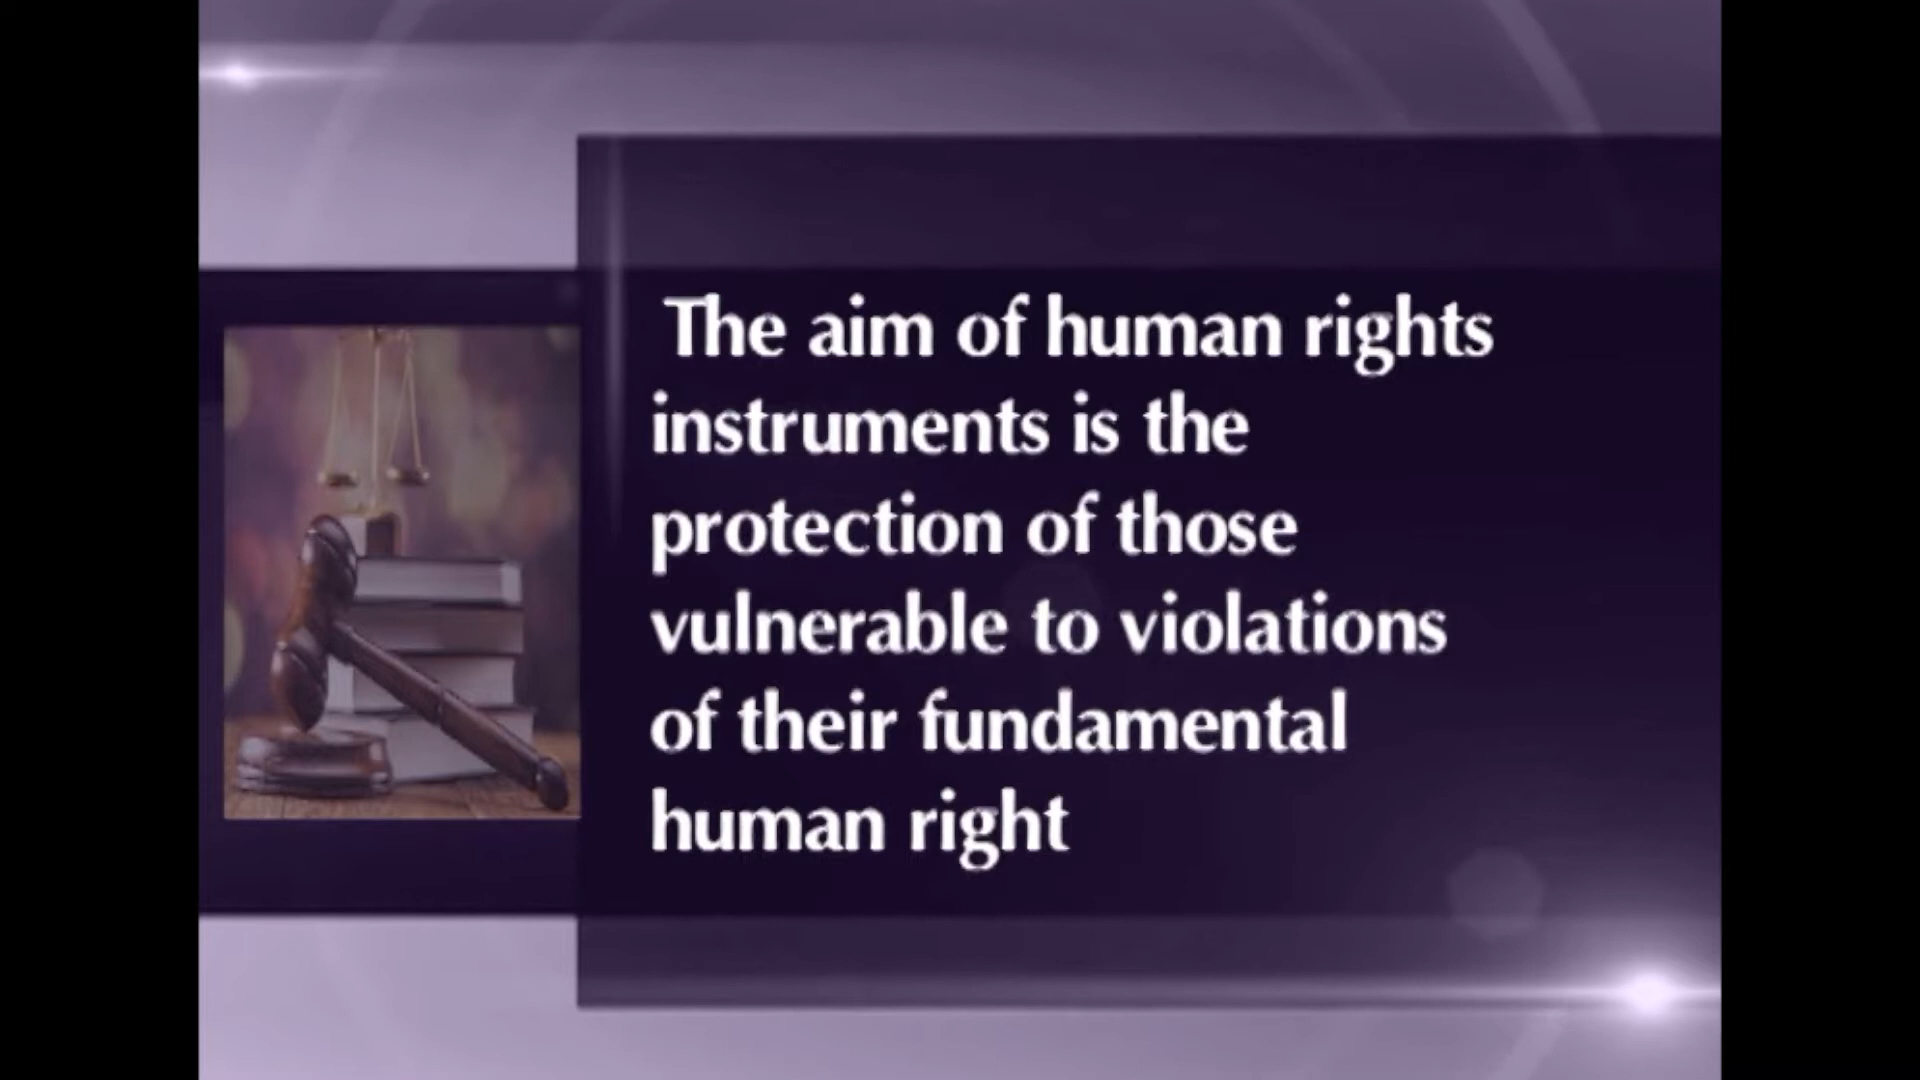 The aim of human rights
instruments is the
protection of those
vulnerable to violations
of their fundamental
human right